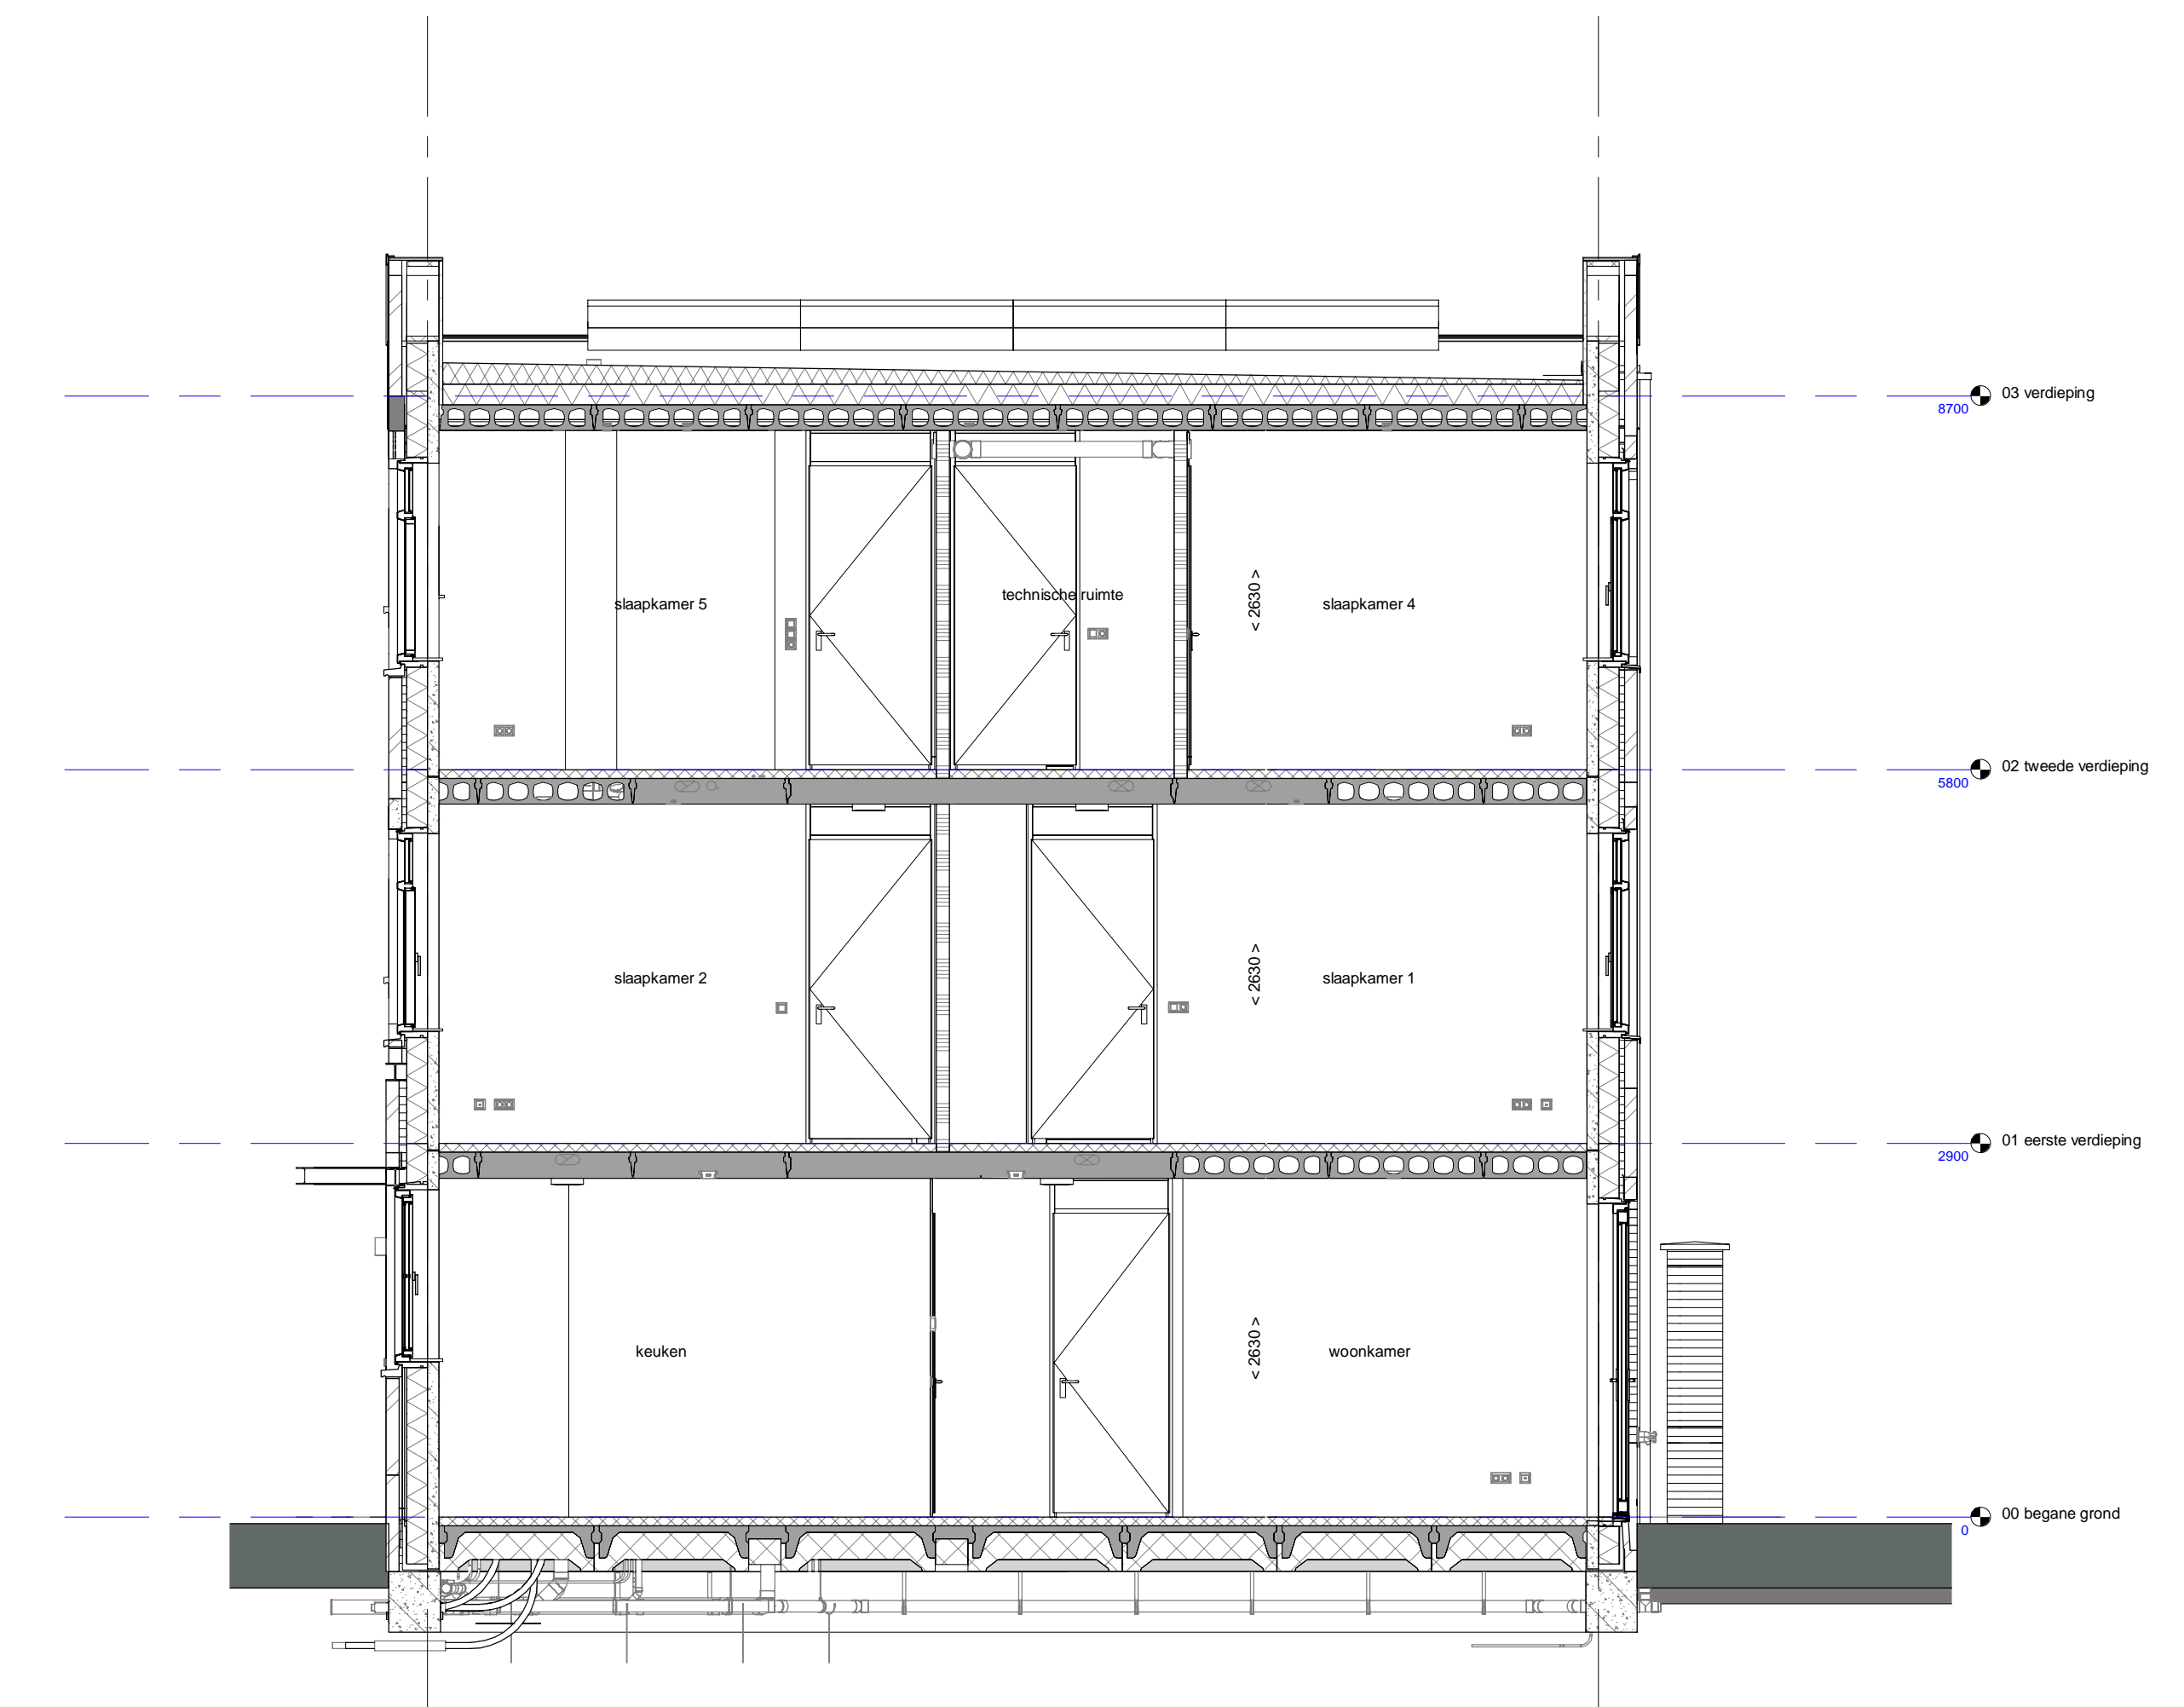 03 verdieping
8700
slaapkamer 5
technische ruimte
< 2630 >
slaapkamer 4
02 tweede verdieping
5800
slaapkamer 2
< 2630 >
slaapkamer 1
01 eerste verdieping
2900
keuken
< 2630 >
woonkamer
00 begane grond
0